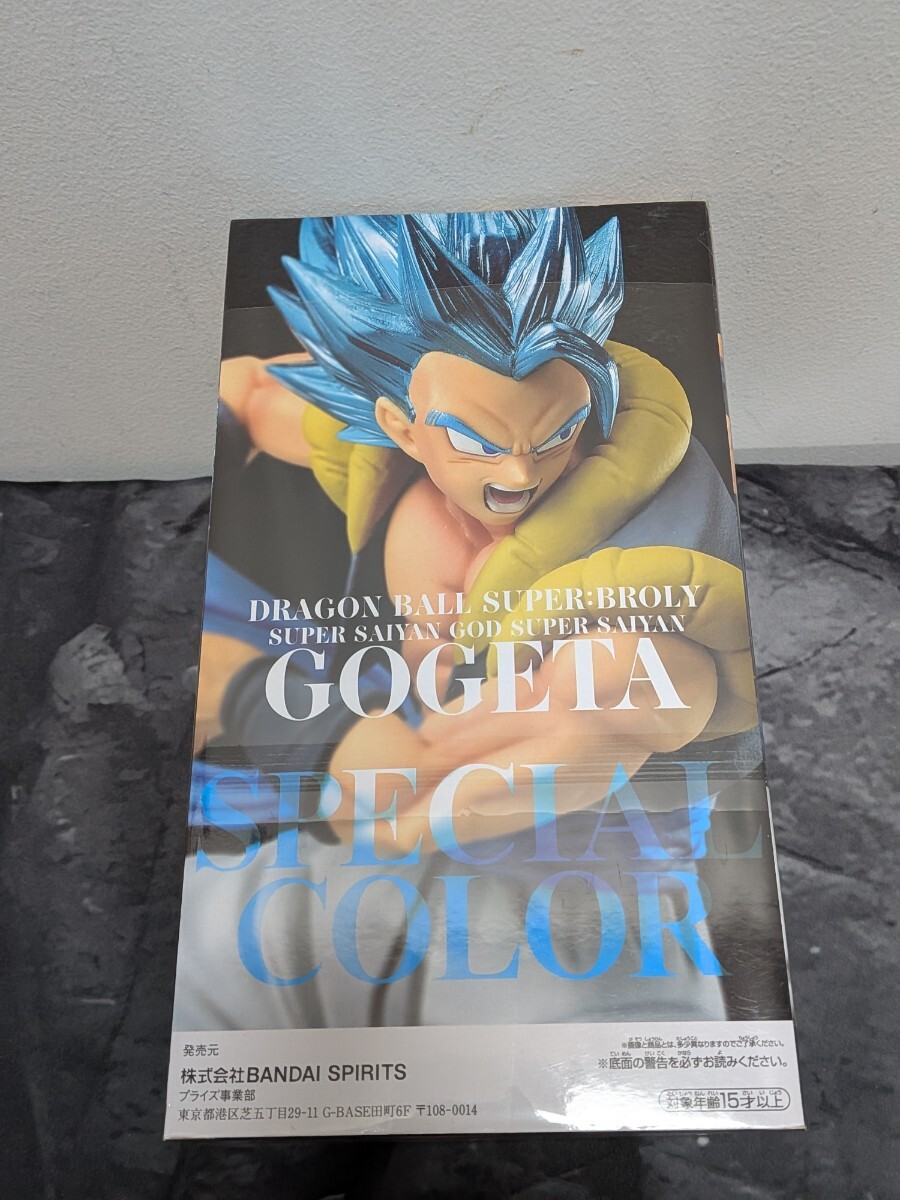 DRAGON BALL SUPER:BROLY
SUPER SAIYAN GOD SUPER SAIYAN
GOGETA
SPECIAL
COLOR
発売元
株式会社BANDAI SPIRITS
プライズ事業部
東京都港区芝五丁目29-11 G-BASE田町6F 〒108-0014
※画像と商品とは、多少異なりますのでご了承ください。
※底面の警告を必ずお読みください。
対象年齢15才以上